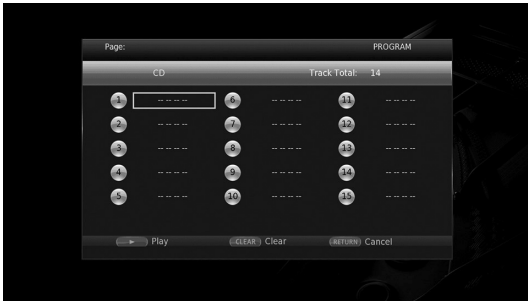 Page: PROGRAM
CD Track Total: 14
1 -- -- -- -- 6 -- -- -- -- 11 -- -- -- --
2 -- -- -- -- 7 -- -- -- -- 12 -- -- -- --
3 -- -- -- -- 8 -- -- -- -- 13 -- -- -- --
4 -- -- -- -- 9 -- -- -- -- 14 -- -- -- --
5 -- -- -- -- 10 -- -- -- -- 15 -- -- -- --
Play CLEAR Clear RETURN Cancel